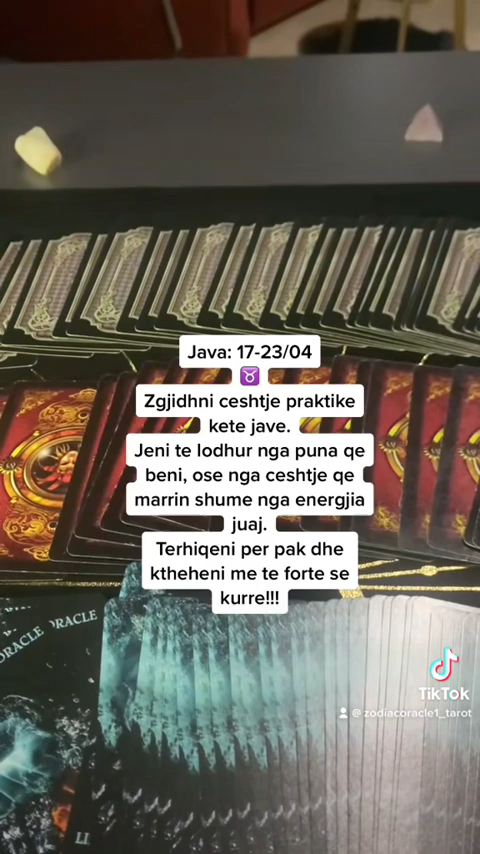 Java: 17-23/04
♉
Zgjidhni ceshtje praktike
kete jave.
Jeni te lodhur nga puna qe
beni, ose nga ceshtje qe
marrin shume nga energjia
juaj.
Terhiqeni per pak dhe
ktheheni me te forte se
kurre!!!
ORACLE
ORACLE
TikTok
@zodiacoracle1_tarot